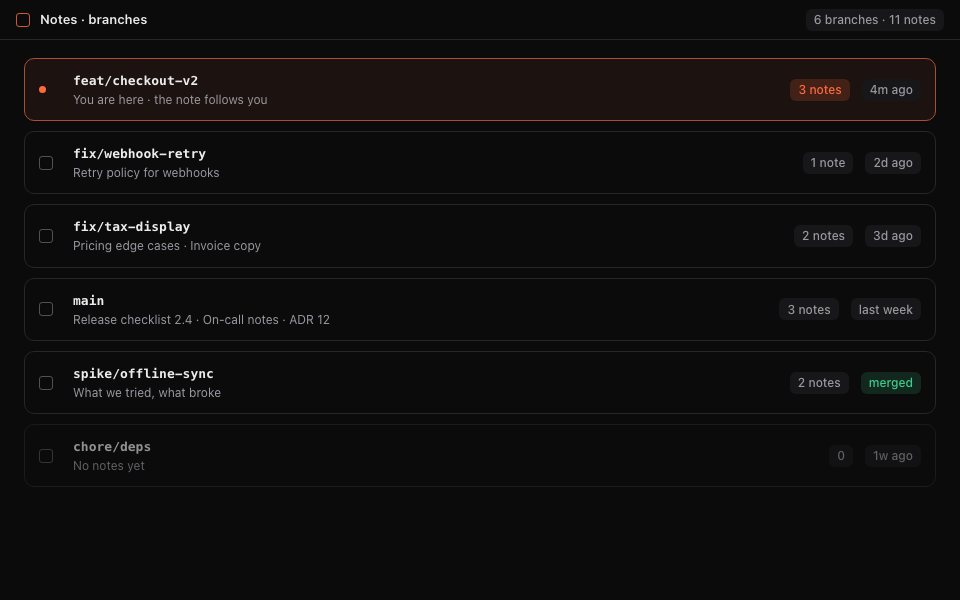 Notes · branches
6 branches · 11 notes
feat/checkout-v2
You are here · the note follows you
3 notes
4m ago
fix/webhook-retry
Retry policy for webhooks
1 note
2d ago
fix/tax-display
Pricing edge cases · Invoice copy
2 notes
3d ago
main
Release checklist 2.4 · On-call notes · ADR 12
3 notes
last week
spike/offline-sync
What we tried, what broke
2 notes
merged
chore/deps
No notes yet
0
1w ago